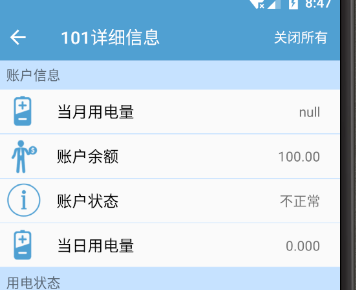 8:47
101详细信息 关闭所有
账户信息
当月用电量 null
账户余额 100.00
账户状态 不正常
当日用电量 0.000
用电状态